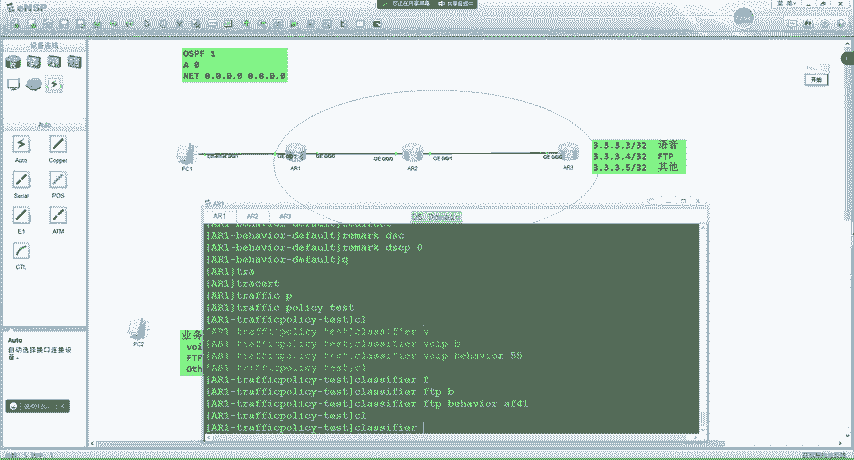 eNSP
设备连线
Auto
Auto
Copper
Serial
POS
E1
ATM
CTL
Auto
自动选择接口连接设
备。
OSPF 1
A 0
NET 0.0.0.0 0.0.0.0
PC1
AR1
AR2
AR3
3.3.3.3/32 语音
3.3.3.4/32 FTP
3.3.3.5/32 其他
开始
PC2
业务
AR1
AR1 AR2 AR3
[AR1-behavior-default]remark dsc
[AR1-behavior-default]remark dscp 0
[AR1-behavior-default]q
[AR1]tra
[AR1]tracert
[AR1]traffic p
[AR1]traffic policy test
[AR1-trafficpolicy-test]cl
[AR1-trafficpolicy-test]classifier v
[AR1-trafficpolicy-test]classifier voip b
[AR1-trafficpolicy-test]classifier voip behavior 55
[AR1-trafficpolicy-test]cl
[AR1-trafficpolicy-test]classifier f
[AR1-trafficpolicy-test]classifier ftp b
[AR1-trafficpolicy-test]classifier ftp behavior af41
[AR1-trafficpolicy-test]cl
[AR1-trafficpolicy-test]classifier